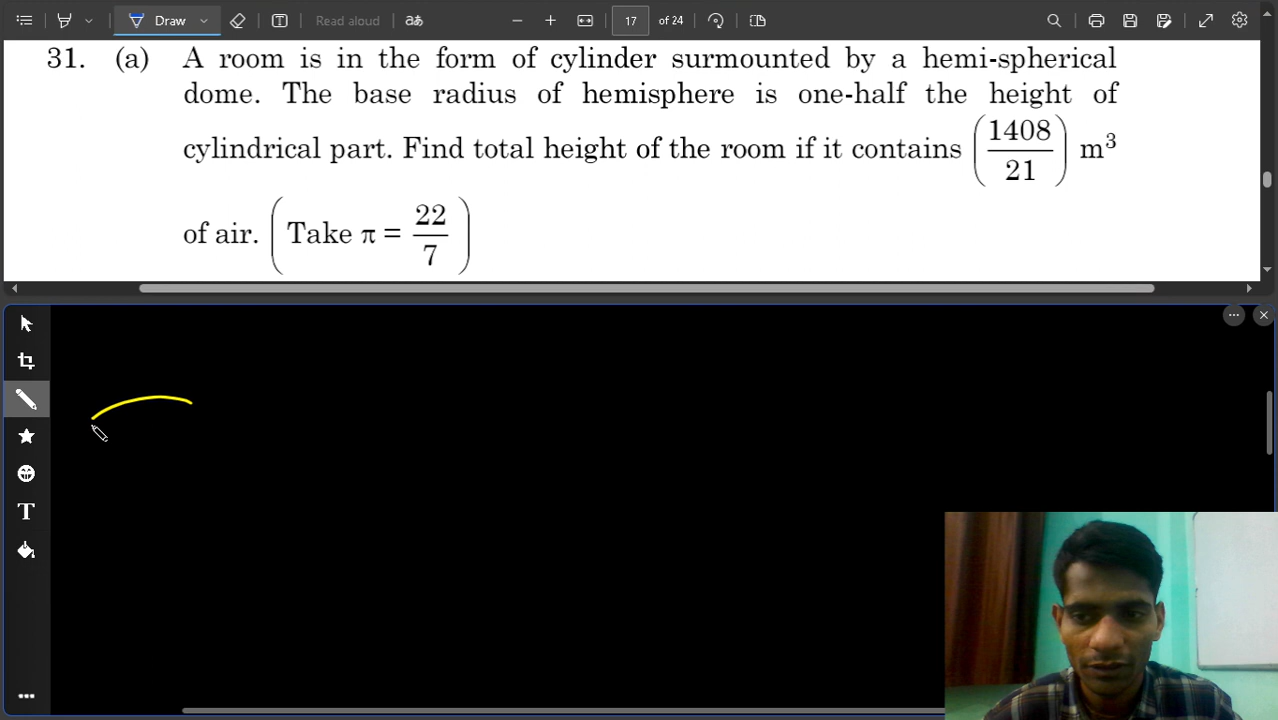 Draw
Read aloud
aあ
17
of 24
31. (a) A room is in the form of cylinder surmounted by a hemi-spherical
dome. The base radius of hemisphere is one-half the height of
cylindrical part. Find total height of the room if it contains (1408/21) m³
of air. (Take π = 22/7)
T